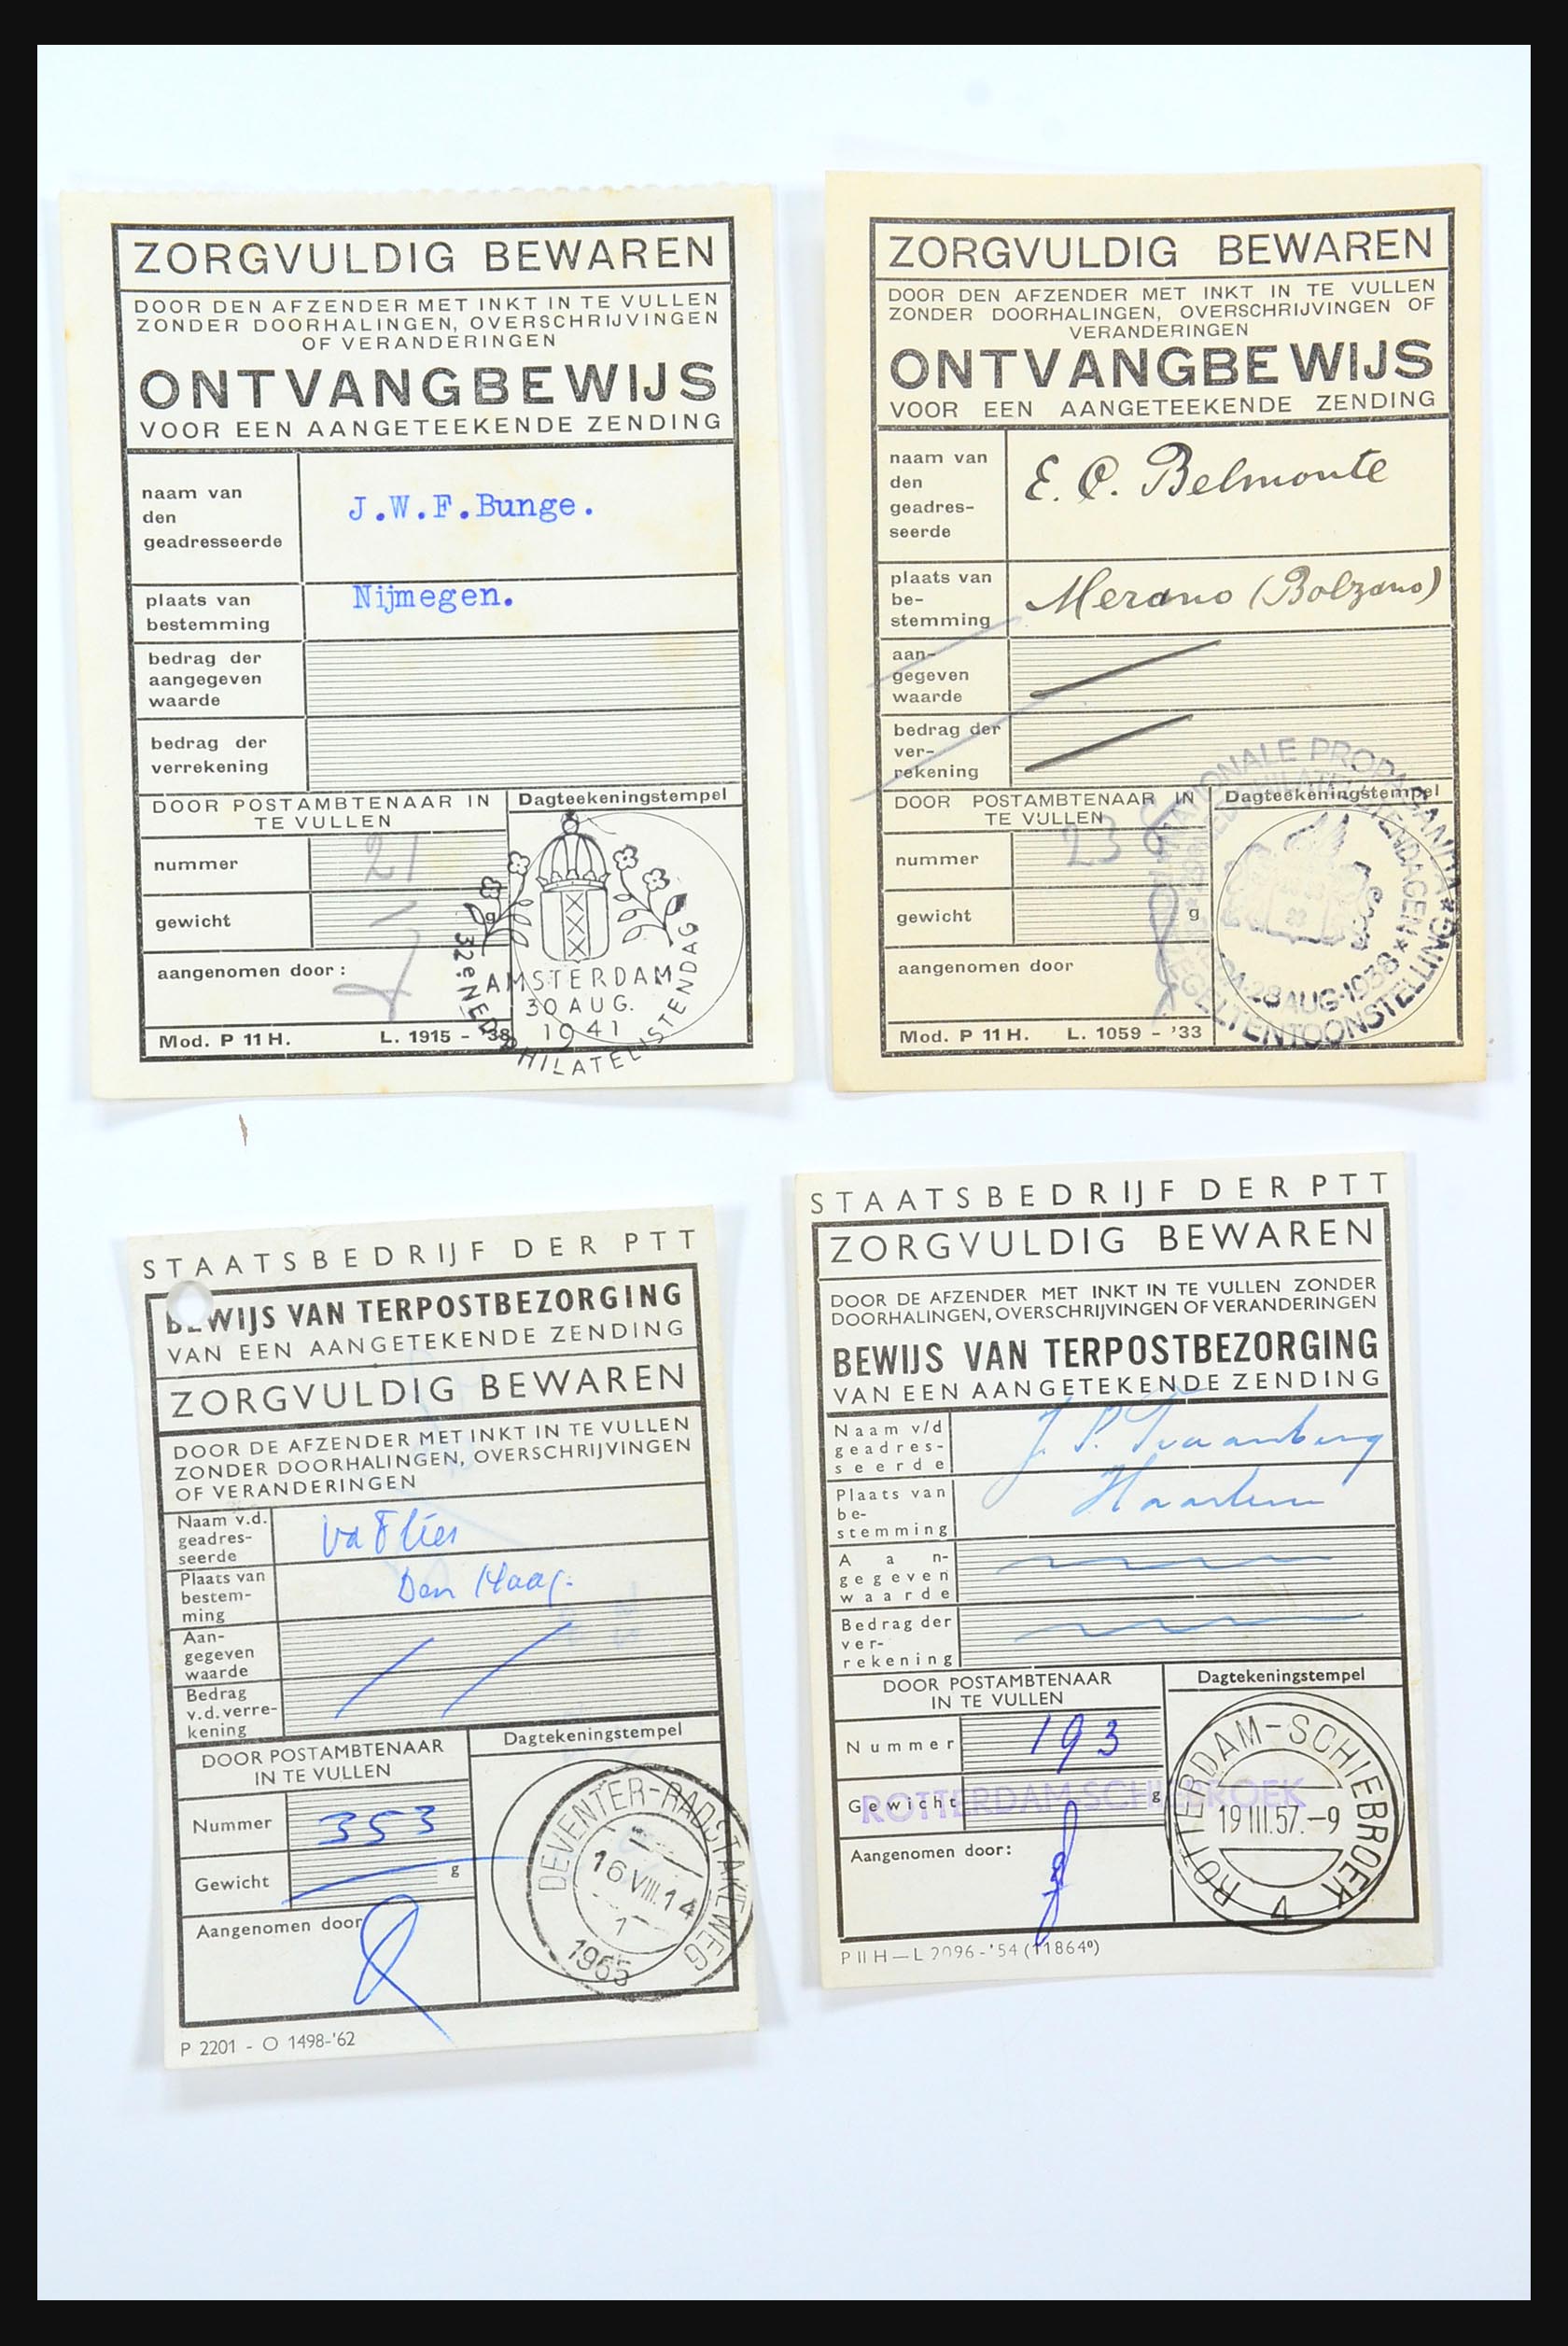 ZORGVULDIG BEWAREN
DOOR DEN AFZENDER MET INKT IN TE VULLEN
ZONDER DOORHALINGEN, OVERSCHRIJVINGEN
OF VERANDERINGEN
ONTVANGBEWIJS
VOOR EEN AANGETEEKENDE ZENDING
naam van
den
geadresseerde
J.W.F.Bunge.
plaats van
bestemming
Nijmegen.
bedrag der
aangegeven
waarde
bedrag der
verrekening
DOOR POSTAMBTENAAR IN
TE VULLEN
Dagteekeningstempel
nummer
21
gewicht
g
aangenomen door:
AMSTERDAM
30 AUG.
1941
32e NED. PHILATELISTENDAG
Mod. P 11 H. L. 1915 - '38
ZORGVULDIG BEWAREN
DOOR DEN AFZENDER MET INKT IN TE VULLEN
ZONDER DOORHALINGEN, OVERSCHRIJVINGEN OF
VERANDERINGEN
ONTVANGBEWIJS
VOOR EEN AANGETEEKENDE ZENDING
naam van
den
geadres-
seerde
E. C. Belmonte
plaats van
be-
stemming
Merano (Bolzano)
aan-
gegeven
waarde
bedrag der
ver-
rekening
DOOR POSTAMBTENAAR IN
TE VULLEN
Dagteekeningstempel
nummer
23
gewicht
g
aangenomen door
NATIONALE PROPAGANDA
POSTZEGELTENTOONSTELLING
28 AUG. 1938
Mod. P 11 H. L. 1059 - '33
STAATSBEDRIJF DER PTT
BEWIJS VAN TERPOSTBEZORGING
VAN EEN AANGETEKENDE ZENDING
ZORGVULDIG BEWAREN
DOOR DE AFZENDER MET INKT IN TE VULLEN
ZONDER DOORHALINGEN, OVERSCHRIJVINGEN
OF VERANDERINGEN
Naam v.d.
geadres-
seerde
Plaats van
bestem-
ming
Den Haag.
Aan-
gegeven
waarde
Bedrag
v.d. verre-
kening
DOOR POSTAMBTENAAR
IN TE VULLEN
Dagtekeningstempel
Nummer
353
Gewicht
g
Aangenomen door
DEVENTER-RADSTAKEWEG
16 VIII.14
1
1965
P 2201 - O 1498-'62
STAATSBEDRIJF DER PTT
ZORGVULDIG BEWAREN
DOOR DE AFZENDER MET INKT IN TE VULLEN ZONDER
DOORHALINGEN, OVERSCHRIJVINGEN OF VERANDERINGEN
BEWIJS VAN TERPOSTBEZORGING
VAN EEN AANGETEKENDE ZENDING
Naam v/d
geadres-
seerde
J. P.
Plaats van
be-
stemming
Haarlem
Aan-
gegeven
waarde
Bedrag der
ver-
rekening
DOOR POSTAMBTENAAR
IN TE VULLEN
Dagtekeningstempel
Nummer
193
Gewicht
g
ROTTERDAM-SCHIEBROEK
Aangenomen door:
ROTTERDAM-SCHIEBROEK
19 III.57.-9
4
P II H—L 2096-'54 (11864⁰)